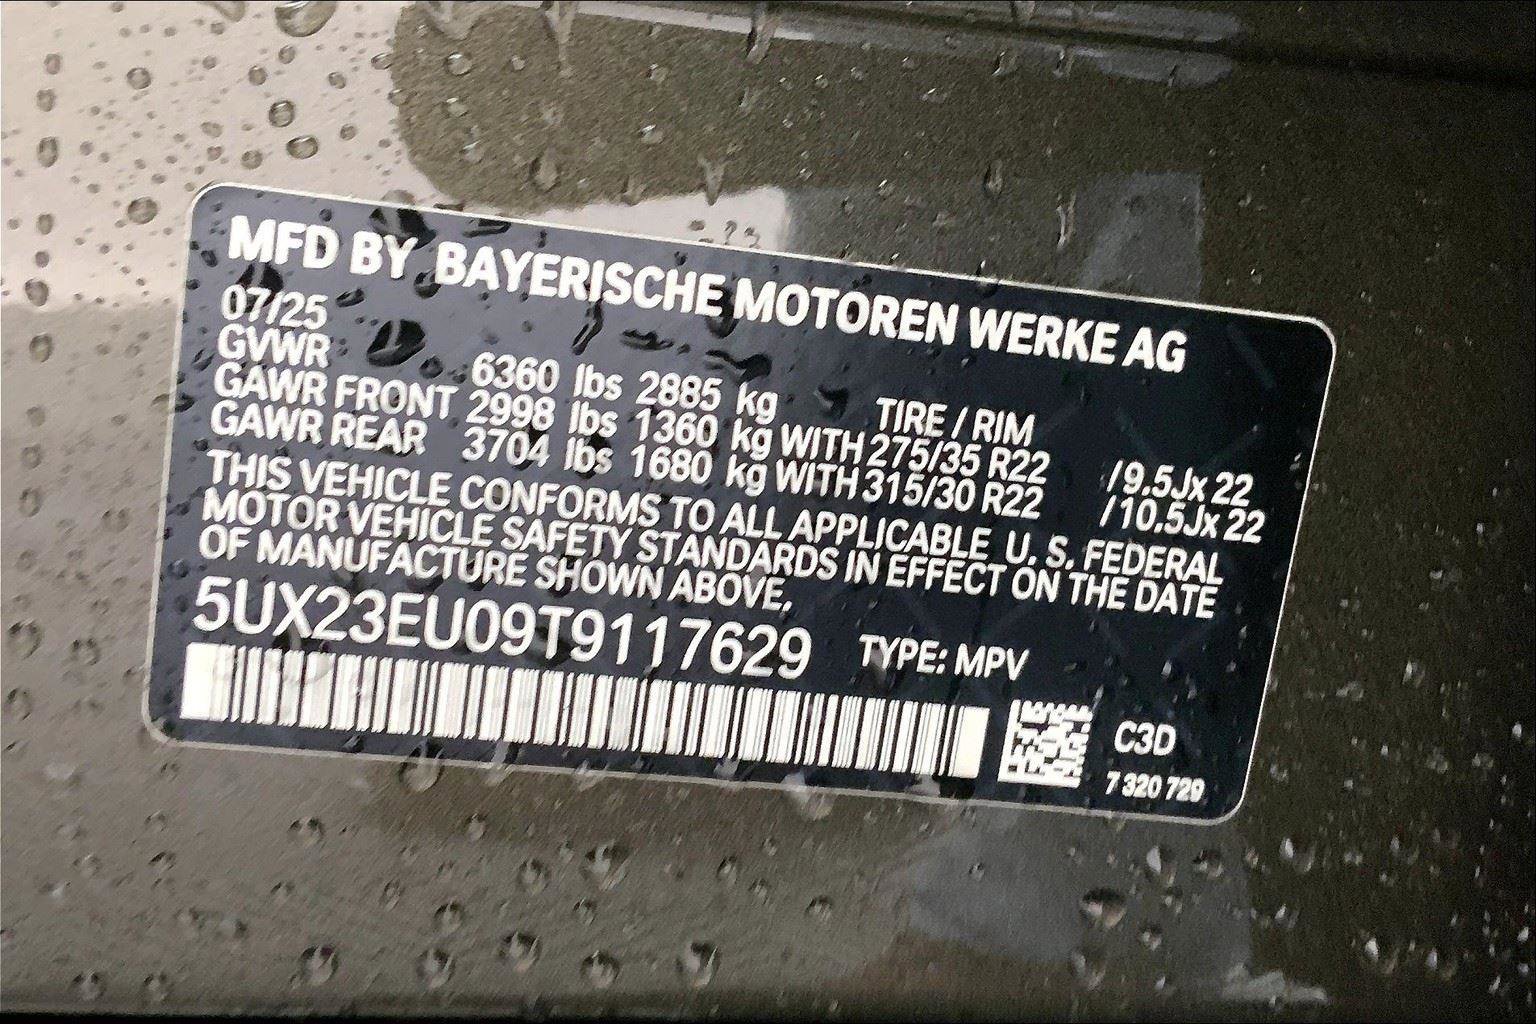 MFD BY BAYERISCHE MOTOREN WERKE AG
07/25
GVWR 6360 lbs 2885 kg TIRE / RIM
GAWR FRONT 2998 lbs 1360 kg WITH 275/35 R22 /9.5Jx 22
GAWR REAR 3704 lbs 1680 kg WITH 315/30 R22 /10.5Jx 22
THIS VEHICLE CONFORMS TO ALL APPLICABLE U. S. FEDERAL
MOTOR VEHICLE SAFETY STANDARDS IN EFFECT ON THE DATE
OF MANUFACTURE SHOWN ABOVE.
5UX23EU09T9117629 TYPE: MPV
C3D
7 320 729